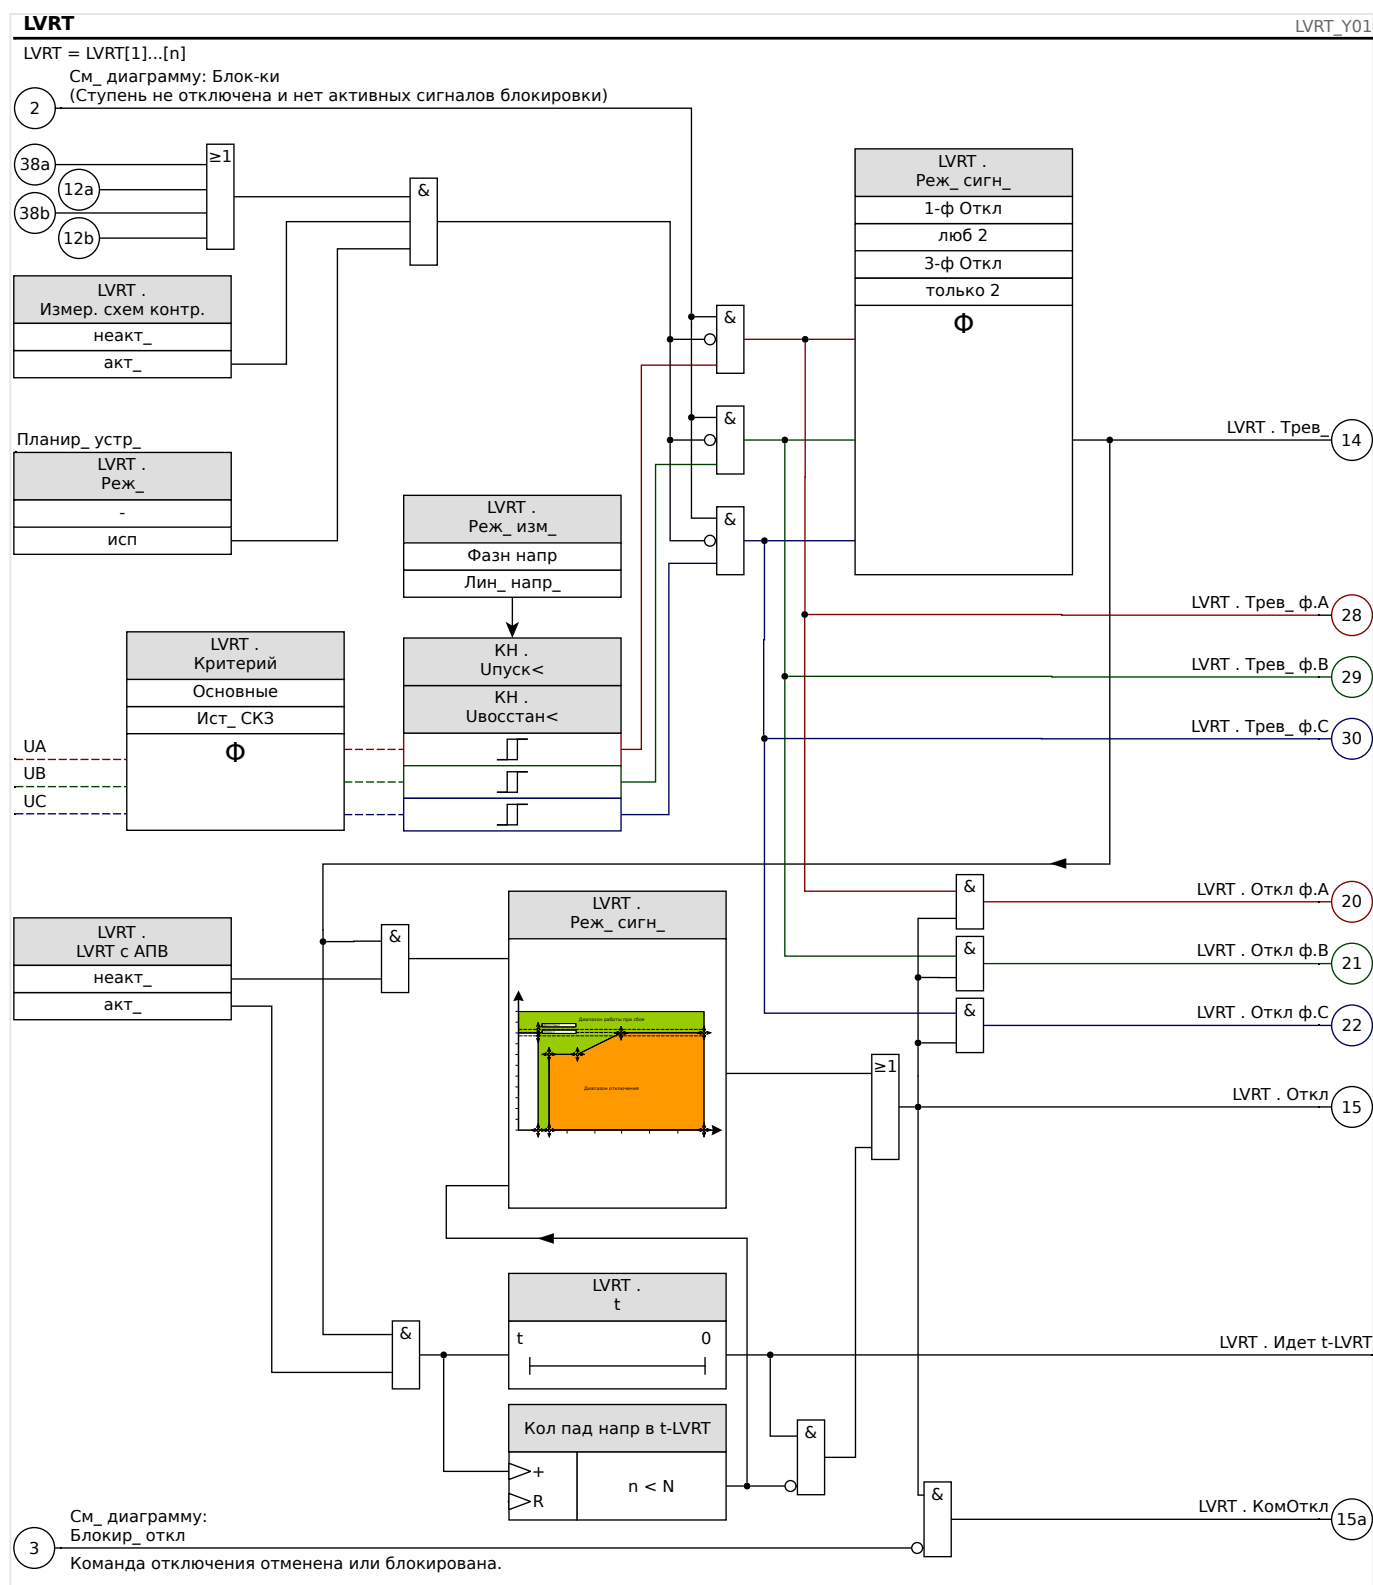 LVRT
LVRT_Y01
LVRT = LVRT[1]...[n]
См_ диаграмму: Блок-ки
(Ступень не отключена и нет активных сигналов блокировки)
2
38a
12a
38b
12b
≥1
&
LVRT .
Реж_ сигн_
1-ф Откл
люб 2
3-ф Откл
только 2
Φ
LVRT .
Измер. схем контр.
неакт_
акт_
&
&
&
LVRT . Трев_
14
Планир_ устр_
LVRT .
Реж_
-
исп
LVRT .
Реж_ изм_
Фазн напр
Лин_ напр_
LVRT . Трев_ ф.A
28
LVRT . Трев_ ф.B
29
LVRT . Трев_ ф.C
30
LVRT .
Критерий
Основные
Ист_ СКЗ
Φ
КН .
Uпуск<
КН .
Uвосстан<
UA
UB
UC
LVRT .
LVRT с АПВ
неакт_
акт_
&
LVRT .
Реж_ сигн_
Диапазон работы при сбое
Диапазон отключения
&
LVRT . Откл ф.A
20
&
LVRT . Откл ф.B
21
&
LVRT . Откл ф.C
22
≥1
LVRT . Откл
15
LVRT .
t
t
0
&
LVRT . Идет t-LVRT
Кол пад напр в t-LVRT
+
R
n < N
&
&
LVRT . КомОткл
15a
См_ диаграмму:
Блокир_ откл
3
Команда отключения отменена или блокирована.